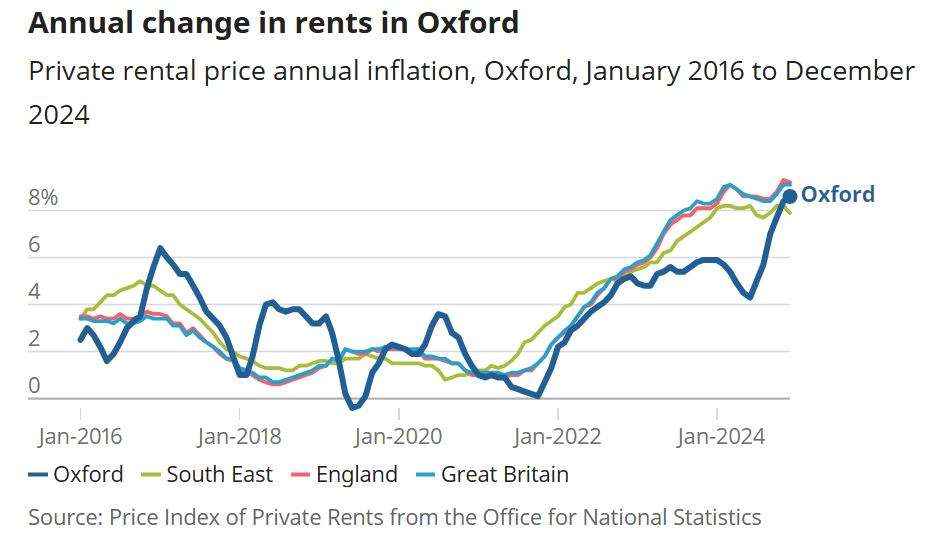 Annual change in rents in Oxford
Private rental price annual inflation, Oxford, January 2016 to December
2024
8%
Oxford
6
4
2
0
Jan-2016 Jan-2018 Jan-2020 Jan-2022 Jan-2024
Oxford South East England Great Britain
Source: Price Index of Private Rents from the Office for National Statistics